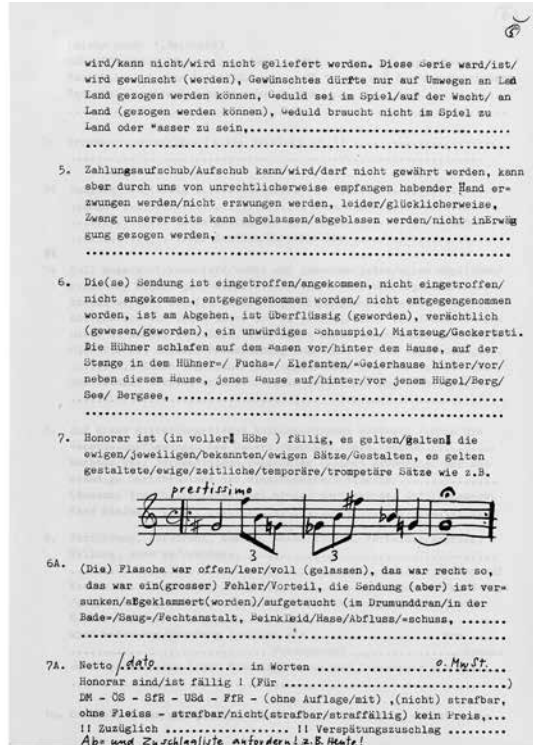 5
wird/kann nicht/wird nicht geliefert werden. Diese Serie ward/ist/
wird gewünscht (werden), Gewünschtes dürfte nur auf Umwegen an Lad
Land gezogen werden können, Geduld sei im Spiel/auf der Wacht/ an
Land (gezogen werden können), Geduld braucht nicht im Spiel zu
Land oder Wasser zu sein,..............................
............................................................
5. Zahlungsaufschub/Aufschub kann/wird/darf nicht gewährt werden, kann
aber durch uns von unrechtlicherweise empfangen habender Hand er=
zwungen werden/nicht erzwungen werden, leider/glücklicherweise,
Zwang unsererseits kann abgelassen/abgeblasen werden/nicht inErwäg
gung gezogen werden, ........................................
............................................................
6. Die(se) Sendung ist eingetroffen/angekommen, nicht eingetroffen/
nicht angekommen, entgegengenommen worden/ nicht entgegengenommen
worden, ist am Abgehen, ist überflüssig (geworden), verächtlich
(gewesen/geworden), ein unwürdiges Schauspiel/ Mistzeug/Gackertsti.
Die Hühner schlafen auf dem Rasen vor/hinter dem Hause, auf der
Stange in dem Hühner=/ Fuchs=/ Elefanten/=Geierhause hinter/vor/
neben diesem Hause, jenem Hause auf/hinter/vor jenem Hügel/Berg/
See/ Bergsee, ..............................................
............................................................
7. Honorar ist (in voller Höhe ) fällig, es gelten/galten die
ewigen/jeweiligen/bekannten/ewigen Sätze/Gestalten, es gelten
gestaltete/ewige/zeitliche/temporäre/trompetäre Sätze wie z.B.
prestissimo
3 3
6A. (Die) Flasche war offen/leer/voll (gelassen), das war recht so,
das war ein(grosser) Fehler/Vorteil, die Sendung (aber) ist ver=
sunken/abgeklammert(worden)/aufgetaucht (im Drumunddran/in der
Bade=/Saug=/Fechtanstalt, Beinkleid/Hase/Abfluss/=schuss, ......
............................................................
7A. Netto /.dato .............. in Worten .............. o. MwSt.
Honorar sind/ist fällig ! (Für ..........................)
DM - ÖS - SfR - USd - FfR - (ohne Auflage/mit) ,(nicht) strafbar,
ohne Fleiss - strafbar/nicht(strafbar/straffällig) kein Preis,...
!! Zuzüglich ................ !! Verspätungszuschlag ..........
Ab= und Zuschlagliste anfordern! z.B. Heute!